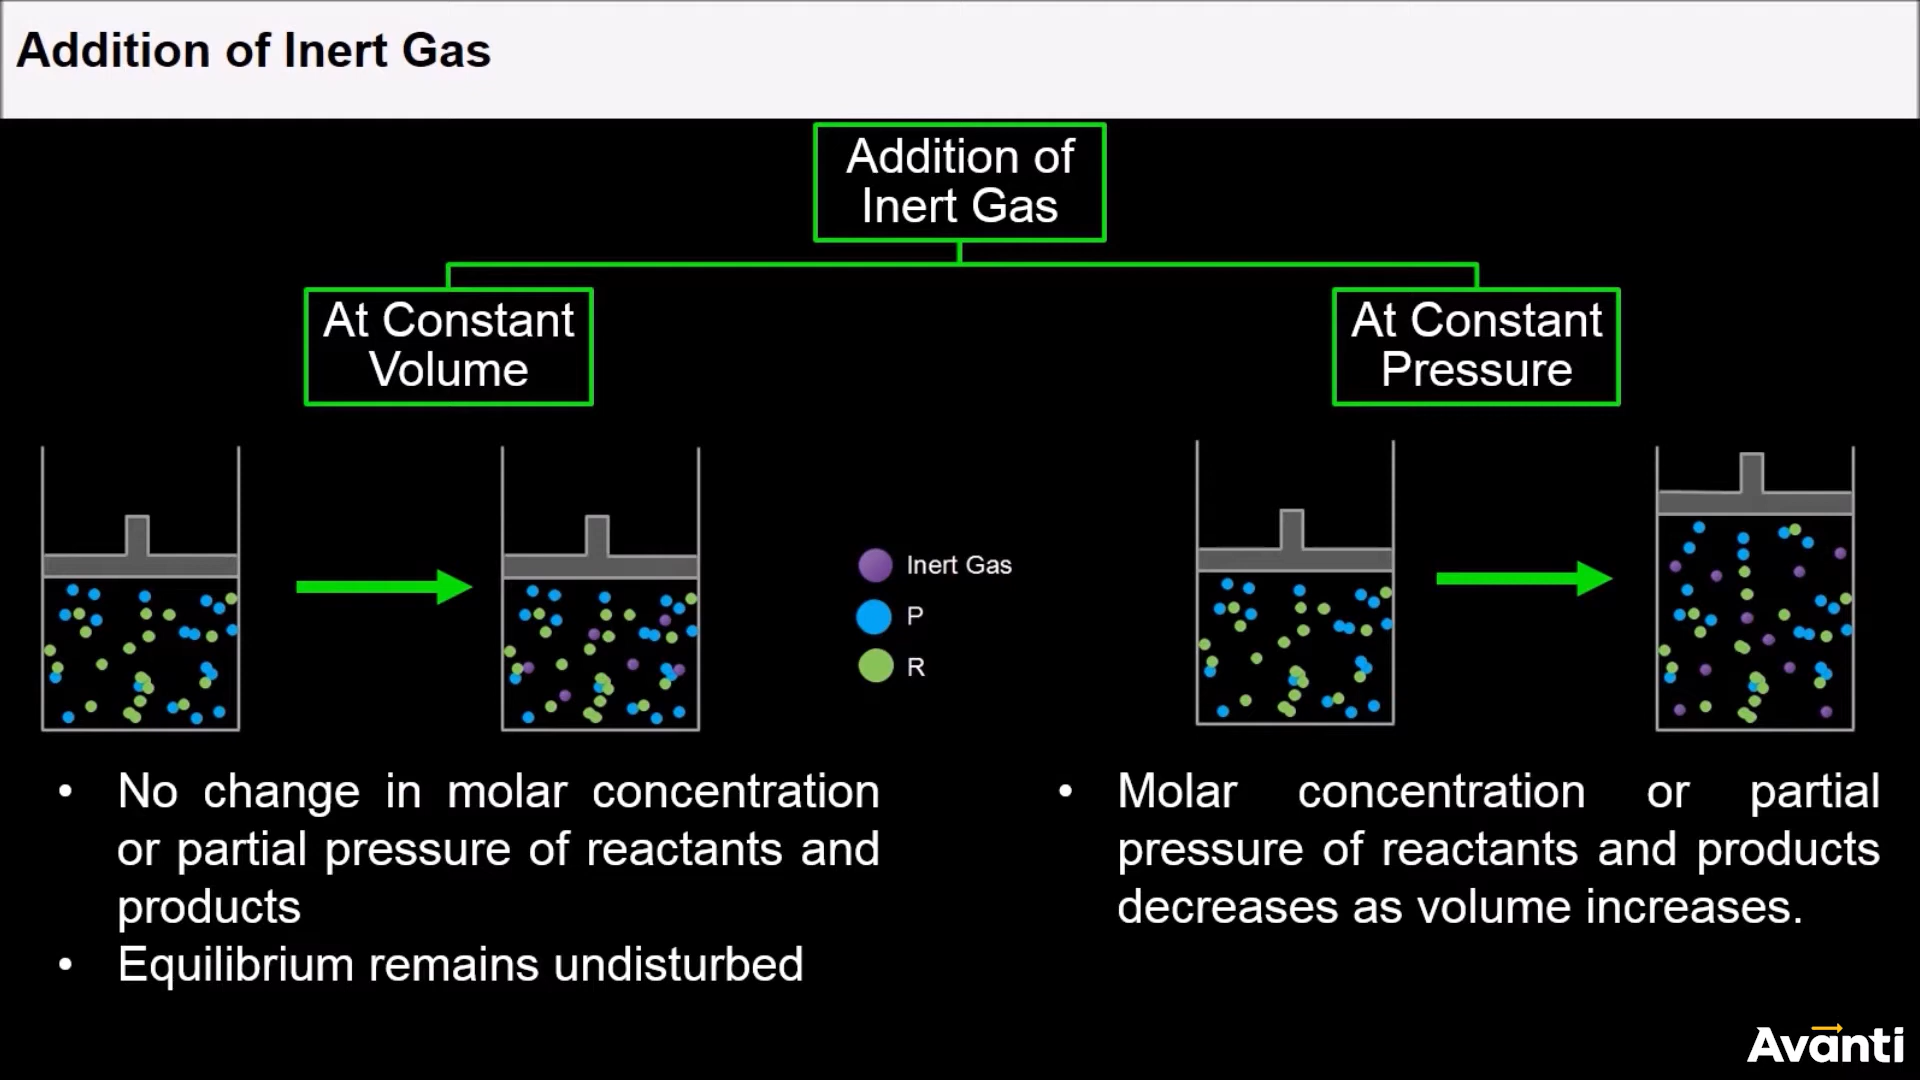 Addition of Inert Gas
Addition of
Inert Gas
At Constant
Volume
At Constant
Pressure
Inert Gas
P
R
• No change in molar concentration
or partial pressure of reactants and
products
• Equilibrium remains undisturbed
• Molar concentration or partial
pressure of reactants and products
decreases as volume increases.
Avanti